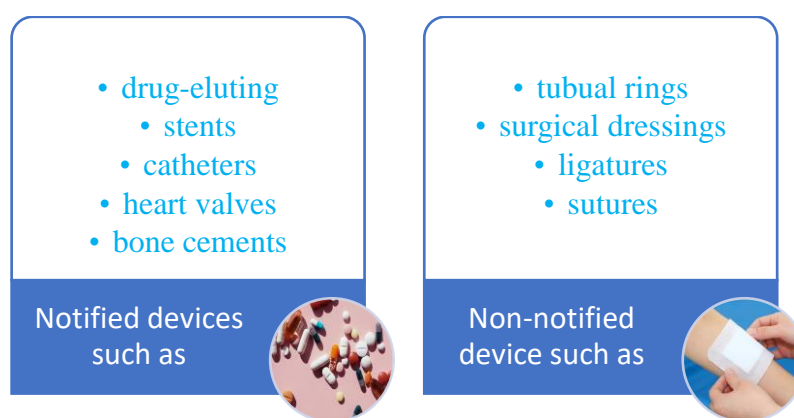 • drug-eluting
• stents
• catheters
• heart valves
• bone cements
Notified devices
such as
• tubual rings
• surgical dressings
• ligatures
• sutures
Non-notified
device such as